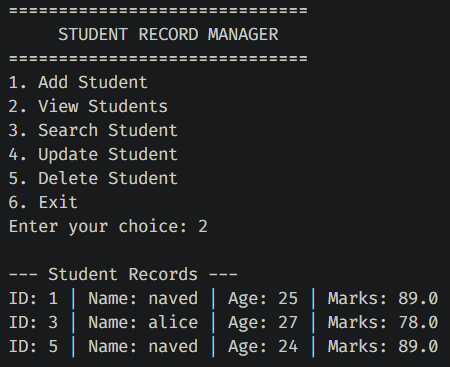 ==============================
STUDENT RECORD MANAGER
==============================
1. Add Student
2. View Students
3. Search Student
4. Update Student
5. Delete Student
6. Exit
Enter your choice: 2
--- Student Records ---
ID: 1 | Name: naved | Age: 25 | Marks: 89.0
ID: 3 | Name: alice | Age: 27 | Marks: 78.0
ID: 5 | Name: naved | Age: 24 | Marks: 89.0